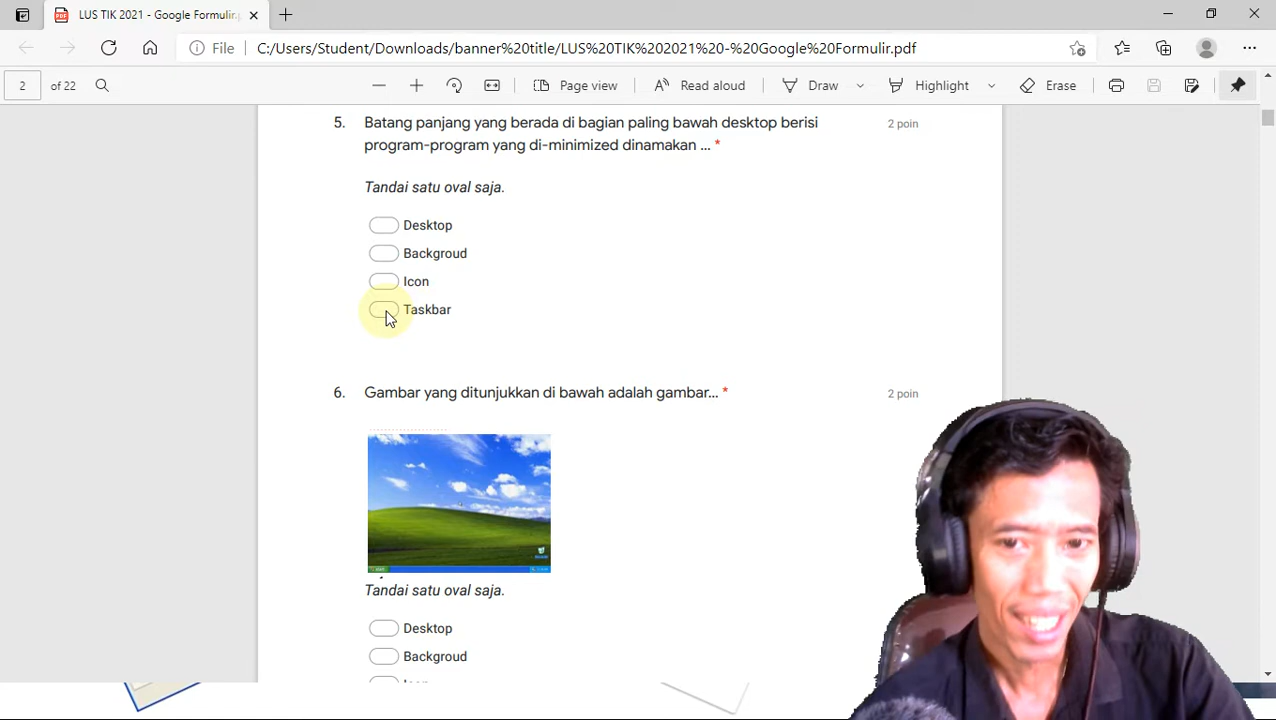 LUS TIK 2021 - Google Formulir.p
File C:/Users/Student/Downloads/banner%20title/LUS%20TIK%202021%20-%20Google%20Formulir.pdf
2 of 22 Page view Read aloud Draw Highlight Erase
5. Batang panjang yang berada di bagian paling bawah desktop berisi 2 poin
program-program yang di-minimized dinamakan ... *
Tandai satu oval saja.
Desktop
Backgroud
Icon
Taskbar
6. Gambar yang ditunjukkan di bawah adalah gambar... * 2 poin
Tandai satu oval saja.
Desktop
Backgroud